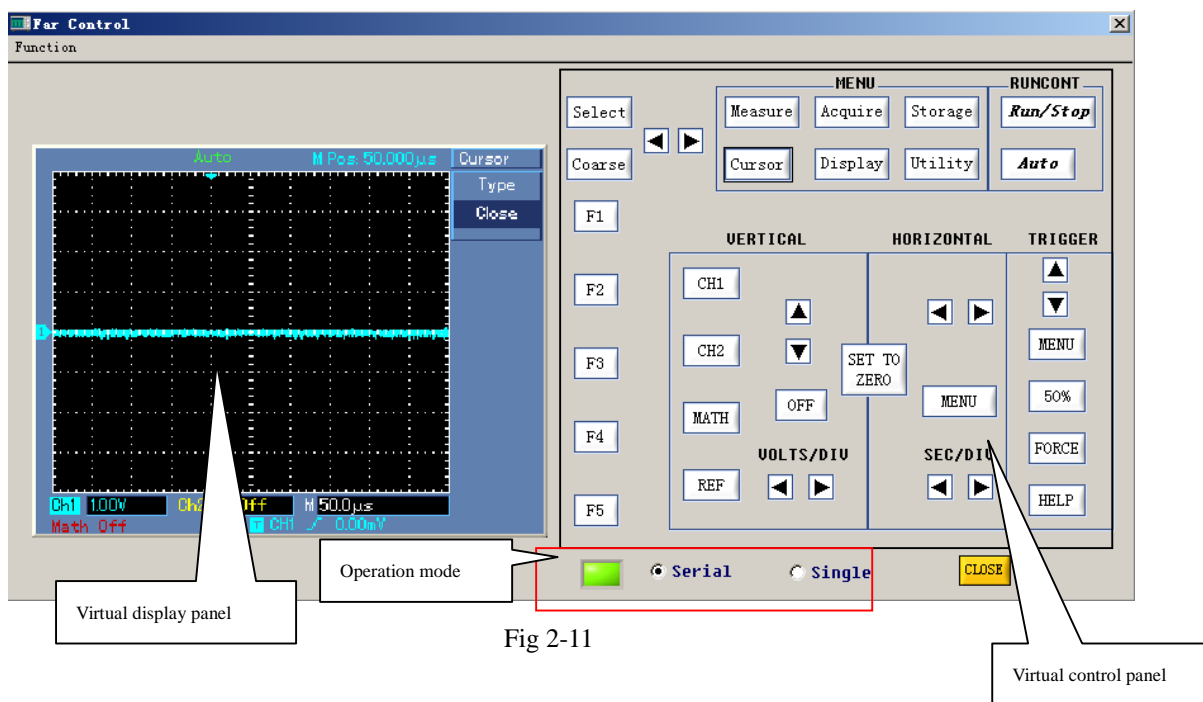 Far Control
Function
Auto
M Pos: 50.000μs
Cursor
Type
Close
1
Ch1 1.00V
M 50.0μs
Math Off
T CH1 0.00mV
Select
Coarse
F1
F2
F3
F4
F5
MENU
Measure Acquire Storage
Cursor Display Utility
RUNCONT
Run/Stop
Auto
VERTICAL
CH1
CH2
MATH
REF
OFF
VOLTS/DIV
SET TO
ZERO
HORIZONTAL
MENU
SEC/DIV
TRIGGER
MENU
50%
FORCE
HELP
Serial Single
CLOSE
Operation mode
Virtual display panel
Virtual control panel
Fig 2-11